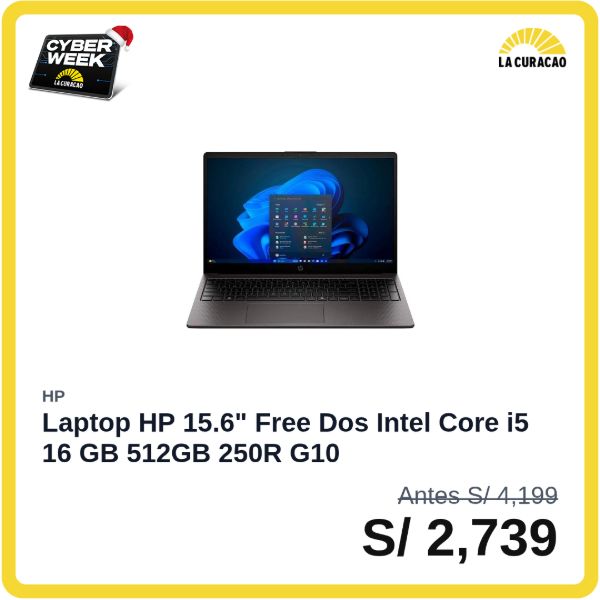 CYBER
WEEK
LA CURACAO
LA CURACAO
HP
Laptop HP 15.6" Free Dos Intel Core i5
16 GB 512GB 250R G10
Antes S/ 4,199
S/ 2,739